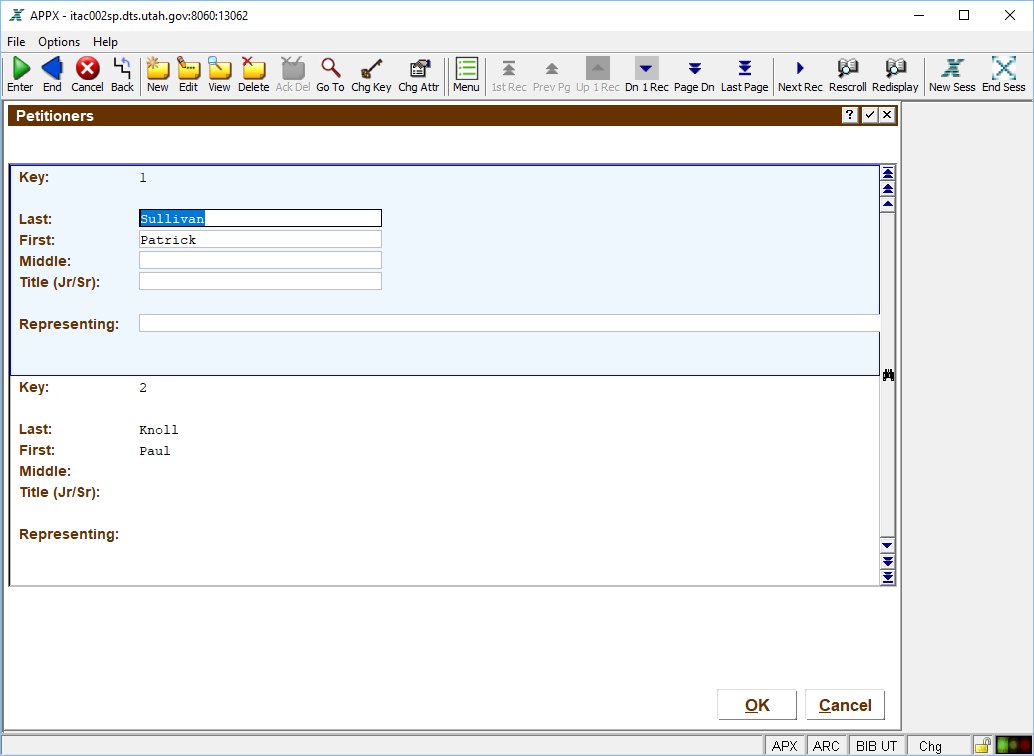 APPX - itac002sp.dts.utah.gov:8060:13062
File Options Help
Enter End Cancel Back New Edit View Delete Ack Del Go To Chg Key Chg Attr Menu 1st Rec Prev Pg Up 1 Rec Dn 1 Rec Page Dn Last Page Next Rec Rescroll Redisplay New Sess End Sess
Petitioners ?
Key: 1
Last: Sullivan
First: Patrick
Middle:
Title (Jr/Sr):
Representing:
Key: 2
Last: Knoll
First: Paul
Middle:
Title (Jr/Sr):
Representing:
OK Cancel
APX ARC BIB UT Chg